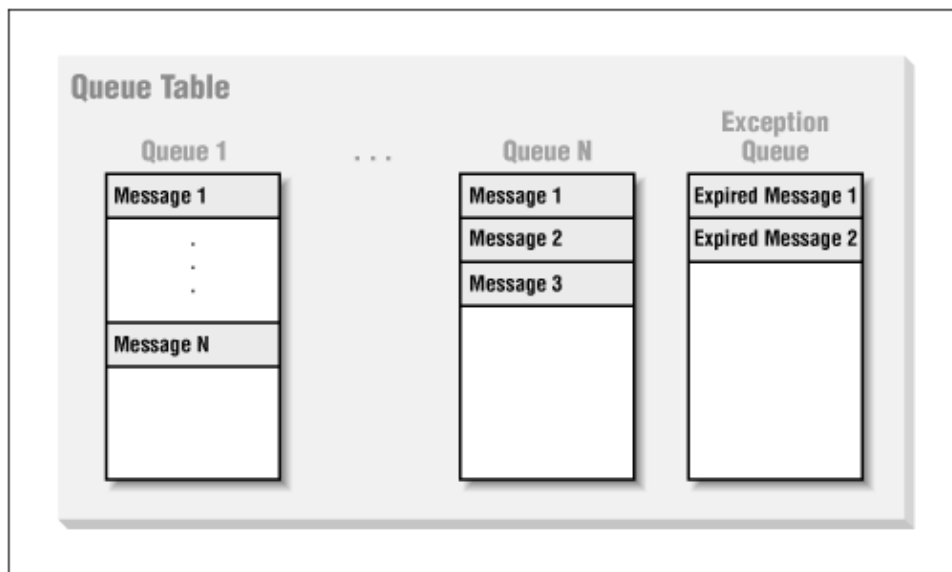 Queue Table
Queue 1
. . .
Queue N
Exception
Queue
Message 1
.
.
.
Message N
Message 1
Message 2
Message 3
Expired Message 1
Expired Message 2